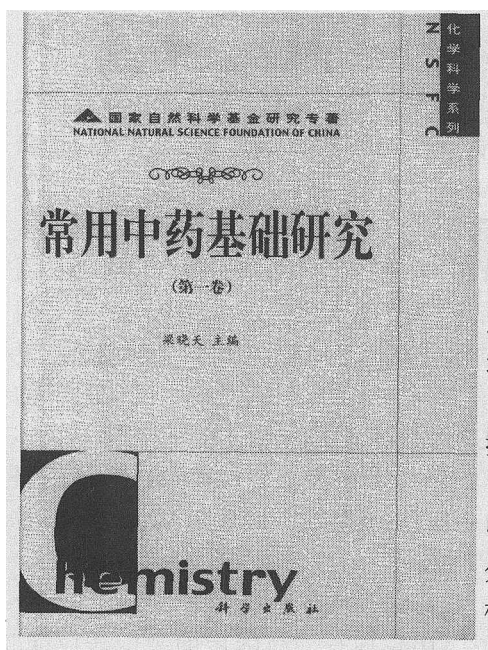 NSFC
化学科学系列
国家自然科学基金研究专著
NATIONAL NATURAL SCIENCE FOUNDATION OF CHINA
常用中药基础研究
(第一卷)
梁晓天 主编
Chemistry
科学出版社